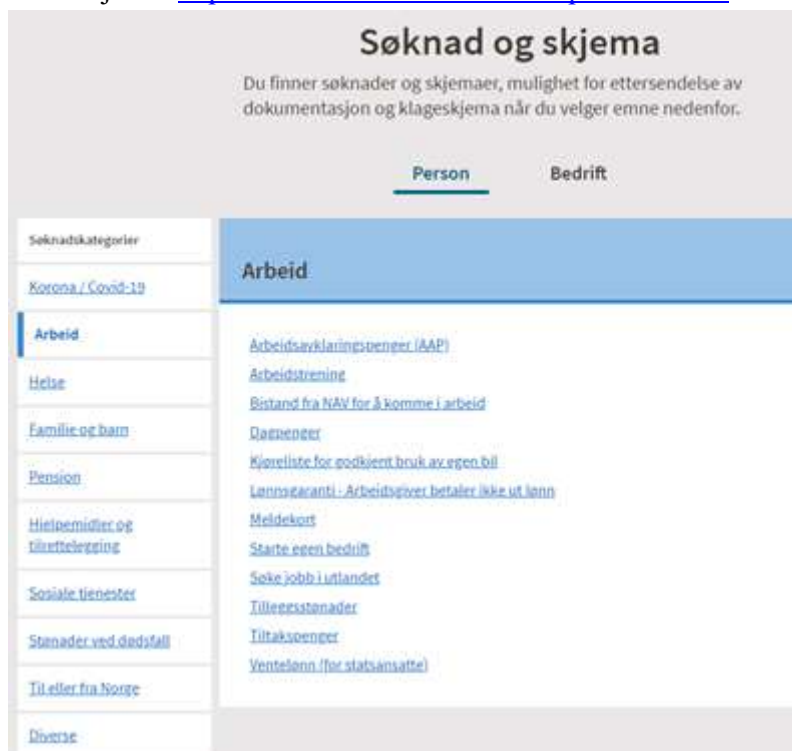 Søknad og skjema
Du finner søknader og skjemaer, mulighet for ettersendelse av
dokumentasjon og klageskjema når du velger emne nedenfor.
Person Bedrift
Søknadskategorier
Korona / Covid-19
Arbeid
Helse
Familie og barn
Pensjon
Hjelpemidler og
tilrettelegging
Sosiale tjenester
Stønader ved dødsfall
Til eller fra Norge
Diverse
Arbeid
Arbeidsavklaringspenger (AAP)
Arbeidstrening
Bistand fra NAV for å komme i arbeid
Dagpenger
Kjøreliste for godkjent bruk av egen bil
Lønnsgaranti - Arbeidsgiver betaler ikke ut lønn
Meldekort
Starte egen bedrift
Søke jobb i utlandet
Tilleggsstønader
Tiltakspenger
Ventelønn (for statsansatte)